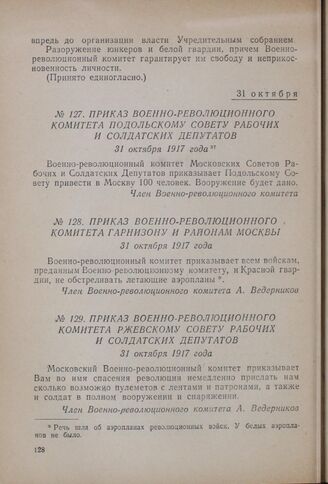 впредь до организации власти Учредительным собранием.
Разоружение юнкеров и белой гвардии, причем Военно-
революционный комитет гарантирует им свободу и неприкос-
новенность личности.
(Принято единогласно.)
31 октября
№ 127. ПРИКАЗ ВОЕННО-РЕВОЛЮЦИОННОГО
КОМИТЕТА ПОДОЛЬСКОМУ СОВЕТУ РАБОЧИХ
И СОЛДАТСКИХ ДЕПУТАТОВ
31 октября 1917 года
Военно-революционный комитет Московских Советов Ра-
бочих и Солдатских Депутатов приказывает Подольскому Со-
вету привести в Москву 100 человек. Вооружение будет дано.
Член Военно-революционного комитета
№ 128. ПРИКАЗ ВОЕННО-РЕВОЛЮЦИОННОГО
КОМИТЕТА ГАРНИЗОНУ И РАЙОНАМ МОСКВЫ
31 октября 1917 года
Военно-революционный комитет приказывает всем войскам,
преданным Военно-революционному комитету, и Красной гвар-
дии, не обстреливать летающие аэропланы *.
Член Военно-революционного комитета А. Ведерников
№ 129. ПРИКАЗ ВОЕННО-РЕВОЛЮЦИОННОГО
КОМИТЕТА РЖЕВСКОМУ СОВЕТУ РАБОЧИХ
И СОЛДАТСКИХ ДЕПУТАТОВ
31 октября 1917 года
Московский Военно-революционный комитет приказывает
Вам во имя спасения революции немедленно прислать нам
сколько возможно пулеметов с лентами и патронами, а также
и солдат в полном вооружении и снаряжении.
Член Военно-революционного комитета А. Ведерников
* Речь шла об аэропланах революционных войск. У белых аэропла-
нов не было.
128